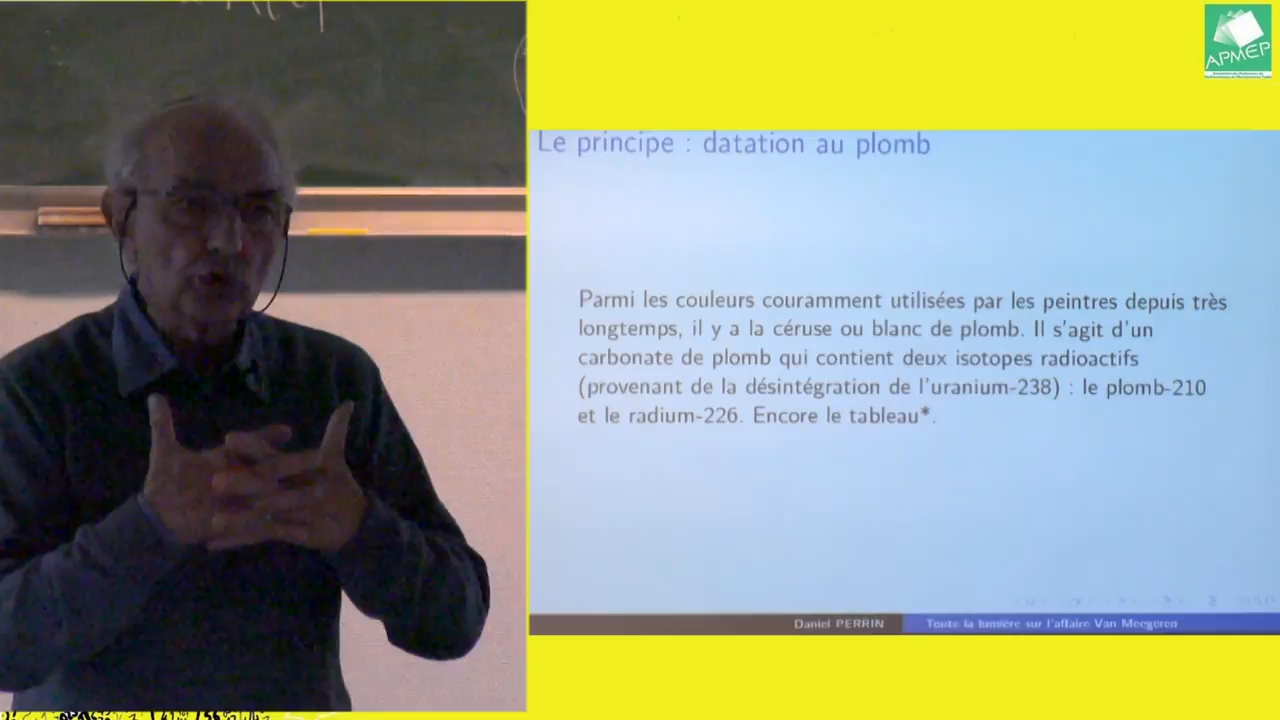 APMEP
Le principe : datation au plomb
Parmi les couleurs couramment utilisées par les peintres depuis très
longtemps, il y a la céruse ou blanc de plomb. Il s'agit d'un
carbonate de plomb qui contient deux isotopes radioactifs
(provenant de la désintégration de l'uranium-238) : le plomb-210
et le radium-226. Encore le tableau*.
Daniel PERRIN
Toute la lumière sur l'affaire Van Meegeren